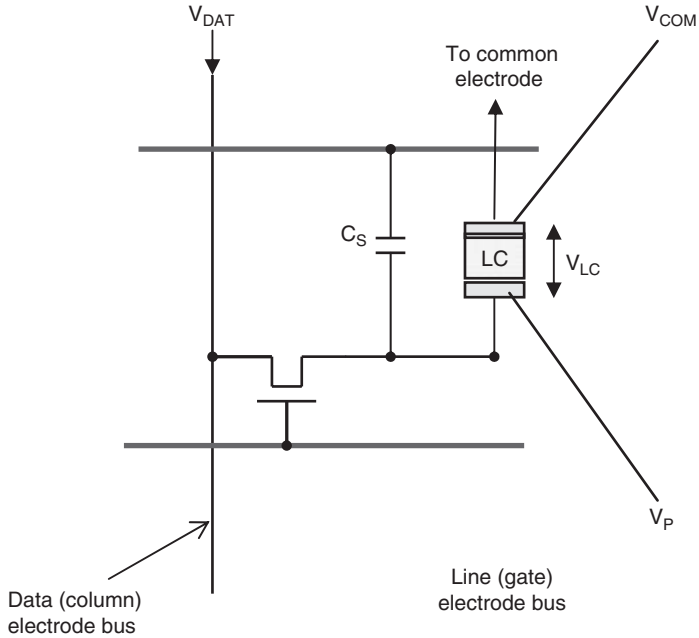 V_DAT
V_COM
To common
electrode
C_S
LC
V_LC
V_P
Data (column)
electrode bus
Line (gate)
electrode bus